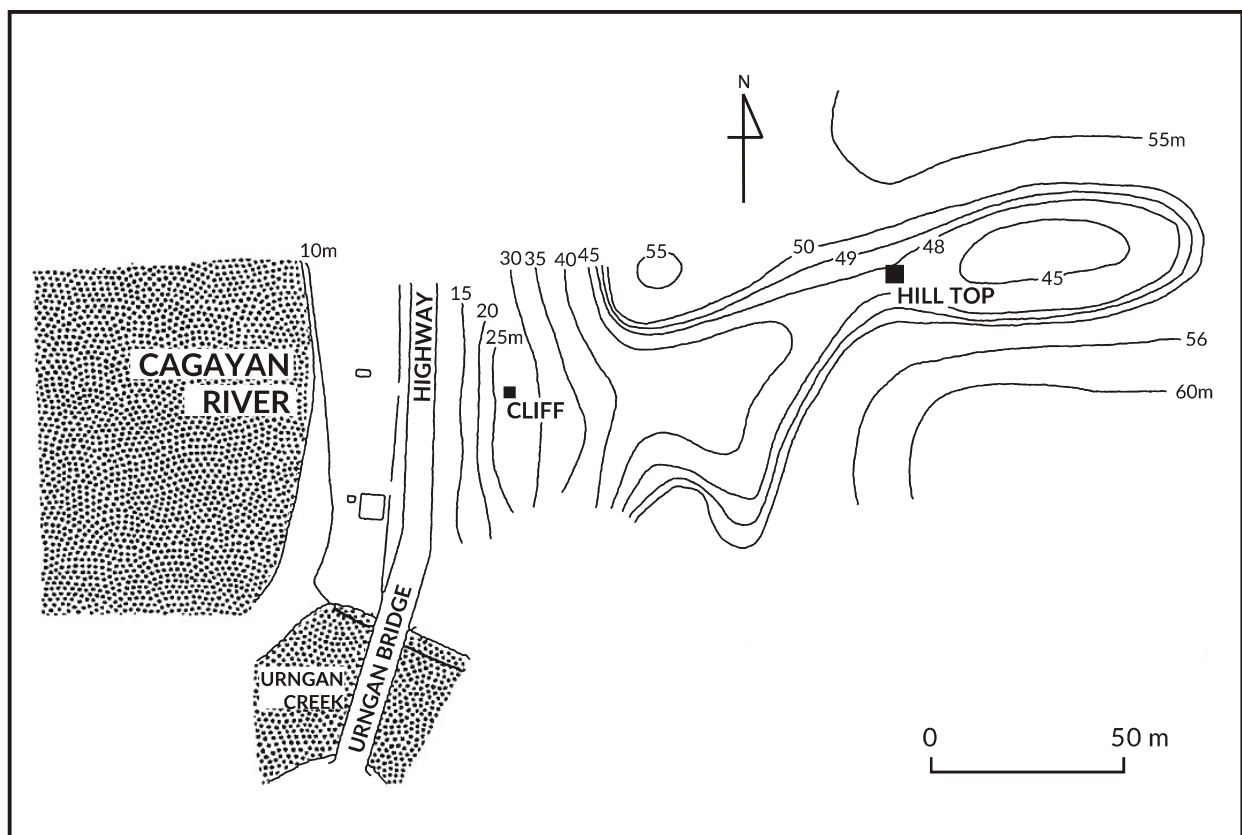 N
55m
10m
30
35
40
45
55
50
49
48
45
HILL TOP
15
20
25m
HIGHWAY
CAGAYAN
RIVER
CLIFF
56
60m
URNGAN
CREEK
URNGAN BRIDGE
0
50 m